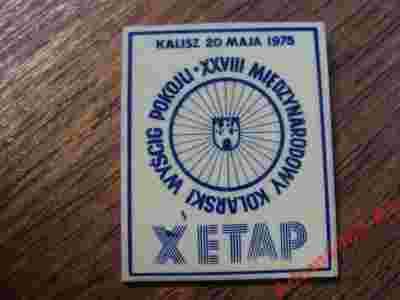 KALISZ 20 MAJA 1975
XXVIII MIĘDZYNARODOWY KOLARSKI WYŚCIG POKOJU •
X ETAP